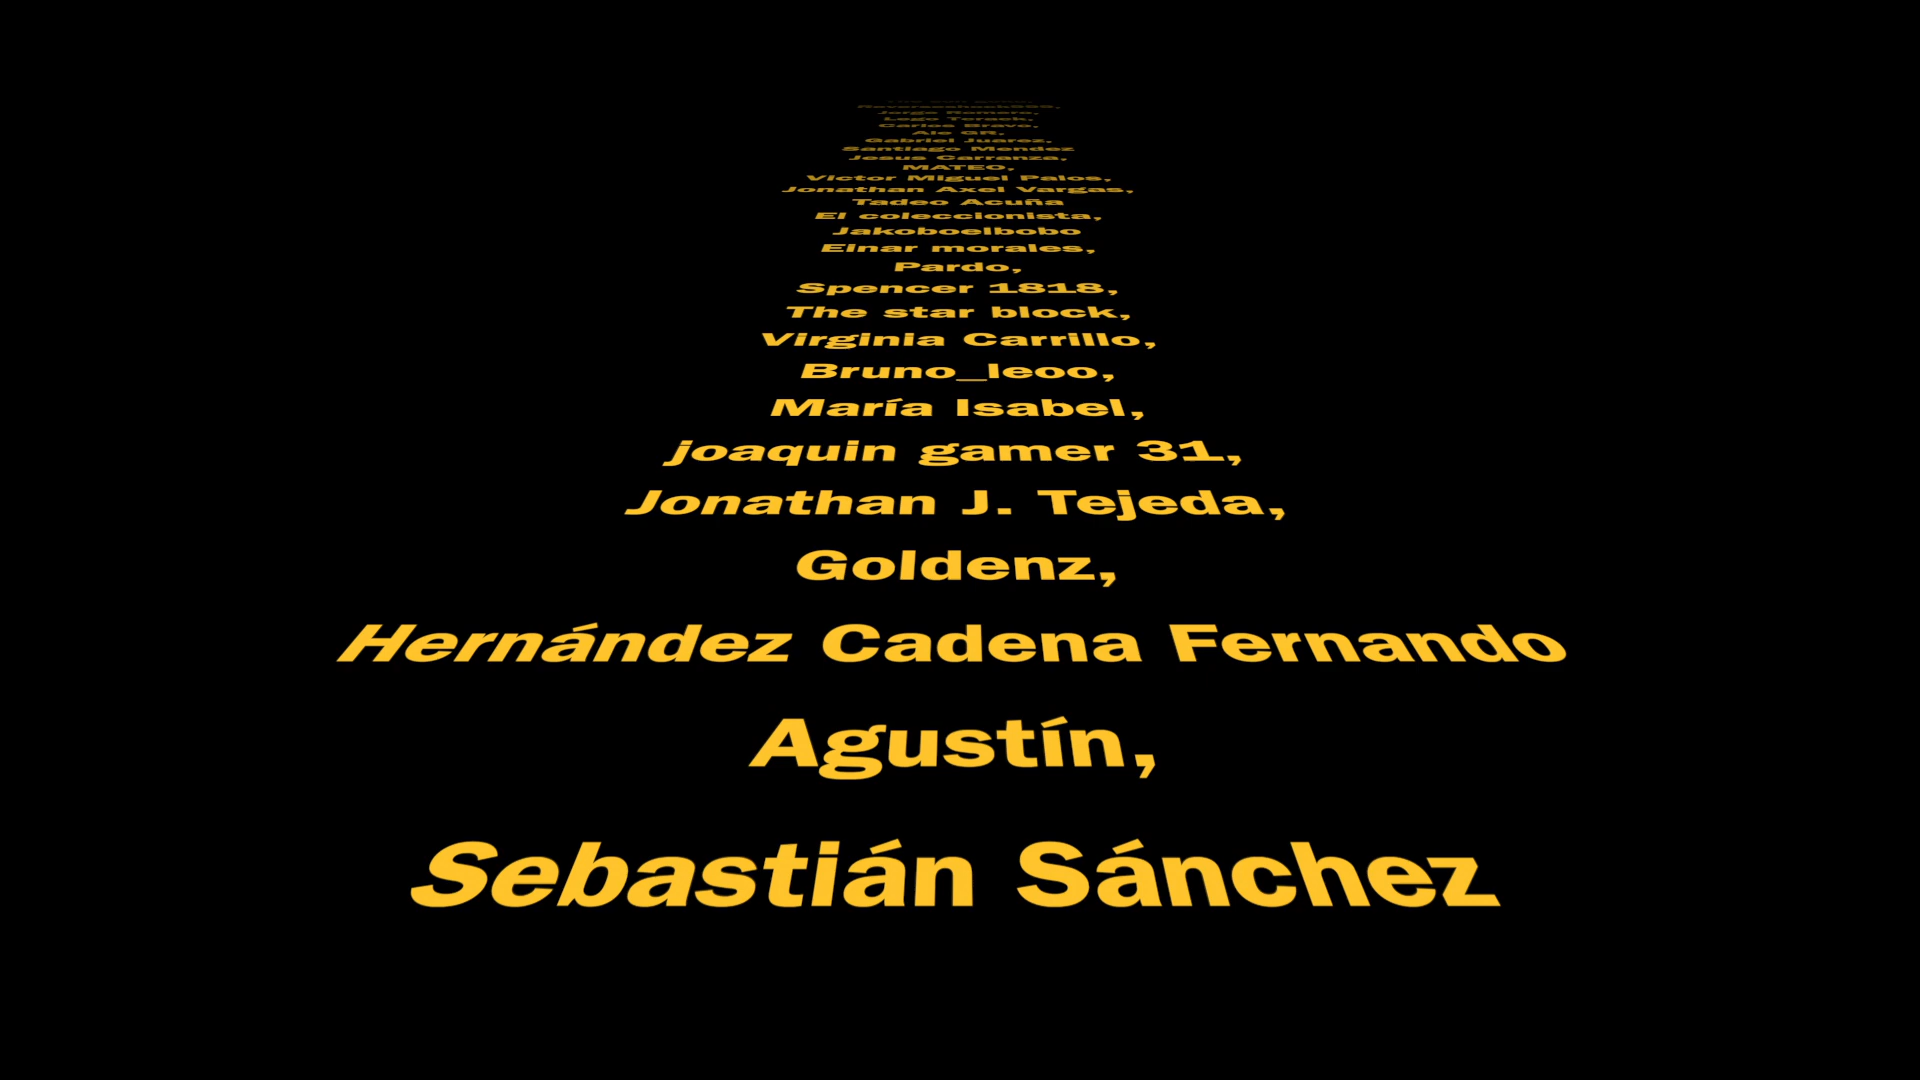 Jorge Romero,
Lego Terack,
Carlos Bravo,
Ale GR,
Gabriel Juarez,
Santiago Mendez
Jesus Carranza,
MATEO,
Victor Miguel Palos,
Jonathan Axel Vargas,
Tadeo Acuña
El coleccionista,
Jakoboelbobo
Einar morales,
Pardo,
Spencer 1818,
The star block,
Virginia Carrillo,
Bruno_leoo,
María Isabel,
joaquin gamer 31,
Jonathan J. Tejeda,
Goldenz,
Hernández Cadena Fernando
Agustín,
Sebastián Sánchez